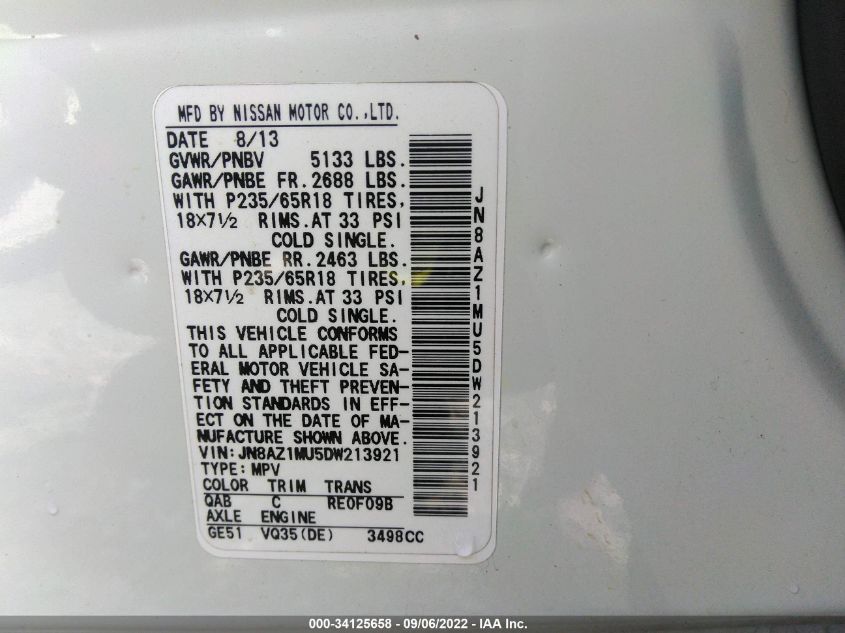 MFD BY NISSAN MOTOR CO.,LTD.
DATE 8/13
GVWR/PNBV 5133 LBS.
GAWR/PNBE FR. 2688 LBS.
WITH P235/65R18 TIRES,
18X7½ RIMS.AT 33 PSI
COLD SINGLE.
GAWR/PNBE RR. 2463 LBS.
WITH P235/65R18 TIRES,
18X7½ RIMS.AT 33 PSI
COLD SINGLE.
THIS VEHICLE CONFORMS
TO ALL APPLICABLE FED-
ERAL MOTOR VEHICLE SA-
FETY AND THEFT PREVEN-
TION STANDARDS IN EFF-
ECT ON THE DATE OF MA-
NUFACTURE SHOWN ABOVE.
VIN: JN8AZ1MU5DW213921
TYPE: MPV
COLOR TRIM TRANS
QAB C RE0F09B
AXLE ENGINE
GE51 VQ35(DE) 3498CC
JN8AZ1MU5DW213921
000-34125658 - 09/06/2022 - IAA Inc.